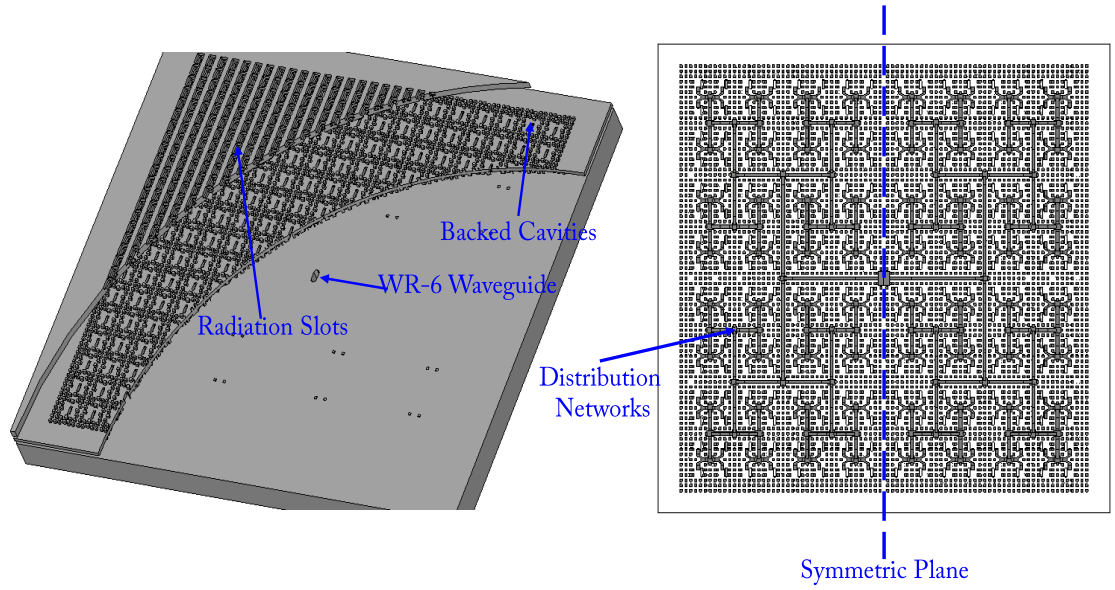 Backed Cavities
WR-6 Waveguide
Radiation Slots
Distribution
Networks
Symmetric Plane